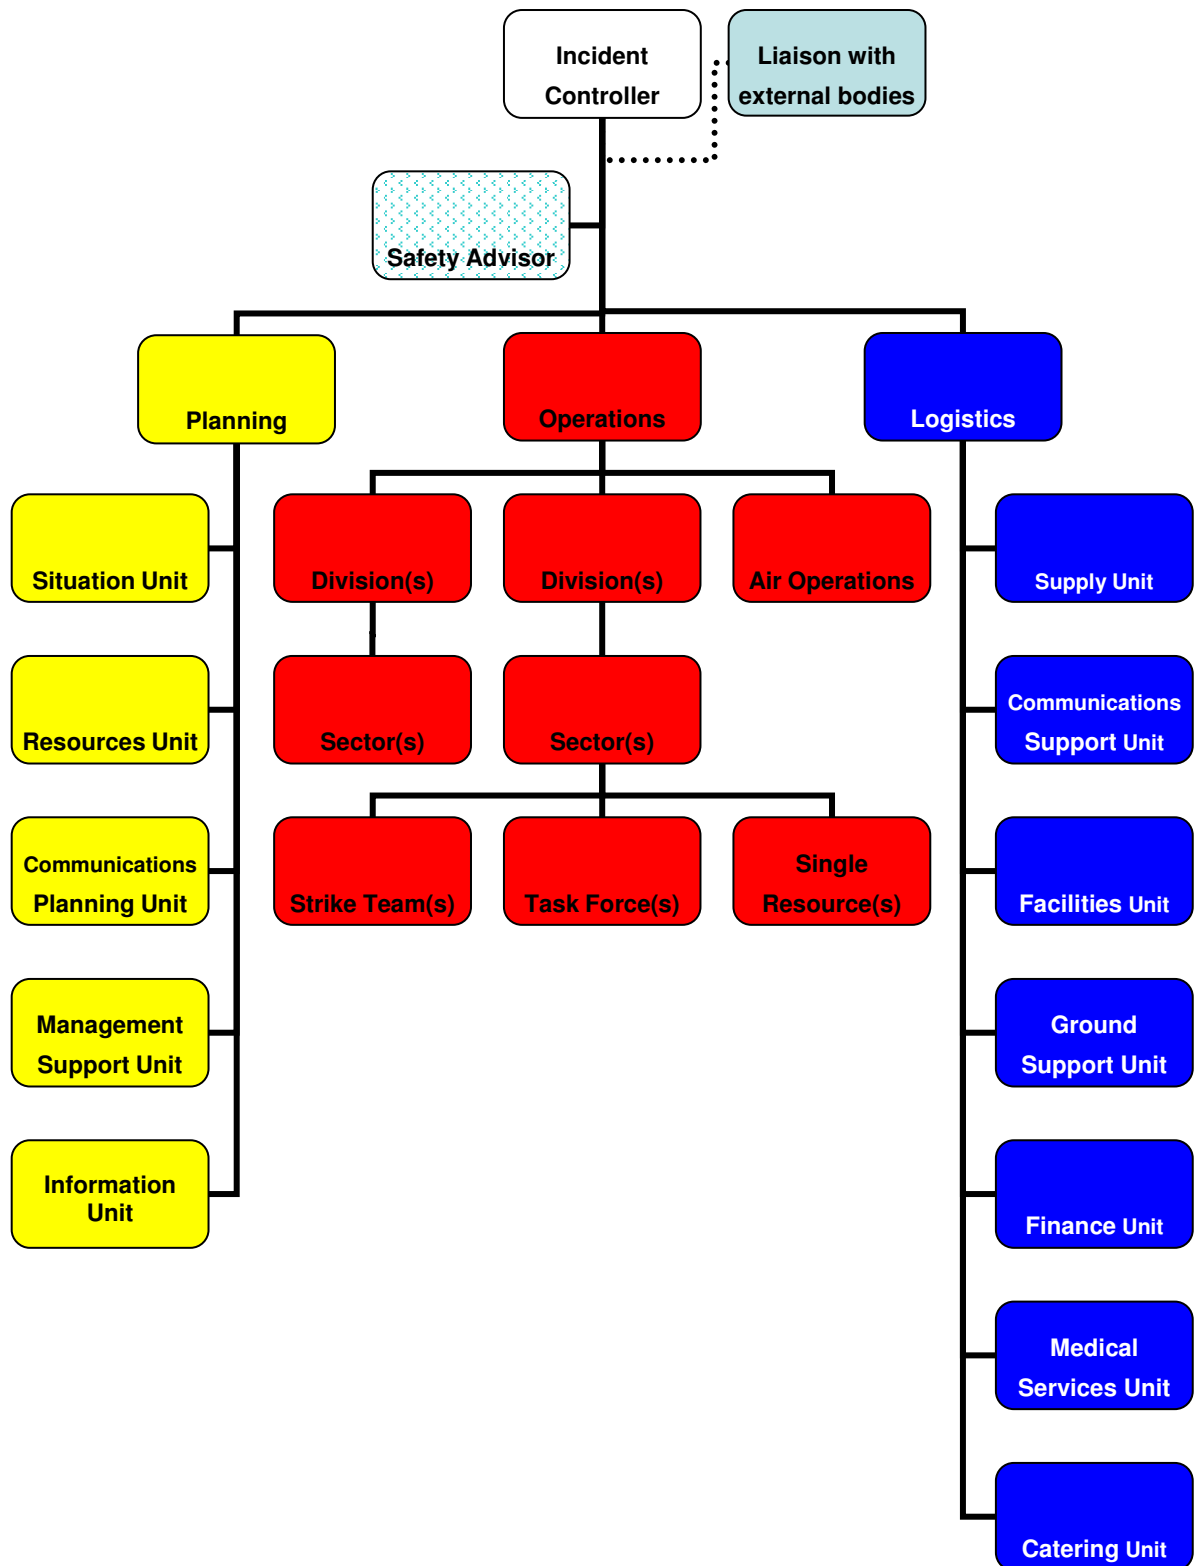 Incident
Controller
Liaison with
external bodies
Safety Advisor
Planning
Operations
Logistics
Situation Unit
Division(s)
Division(s)
Air Operations
Supply Unit
Resources Unit
Sector(s)
Sector(s)
Communications
Support Unit
Communications
Planning Unit
Strike Team(s)
Task Force(s)
Single
Resource(s)
Facilities Unit
Management
Support Unit
Ground
Support Unit
Information
Unit
Finance Unit
Medical
Services Unit
Catering Unit